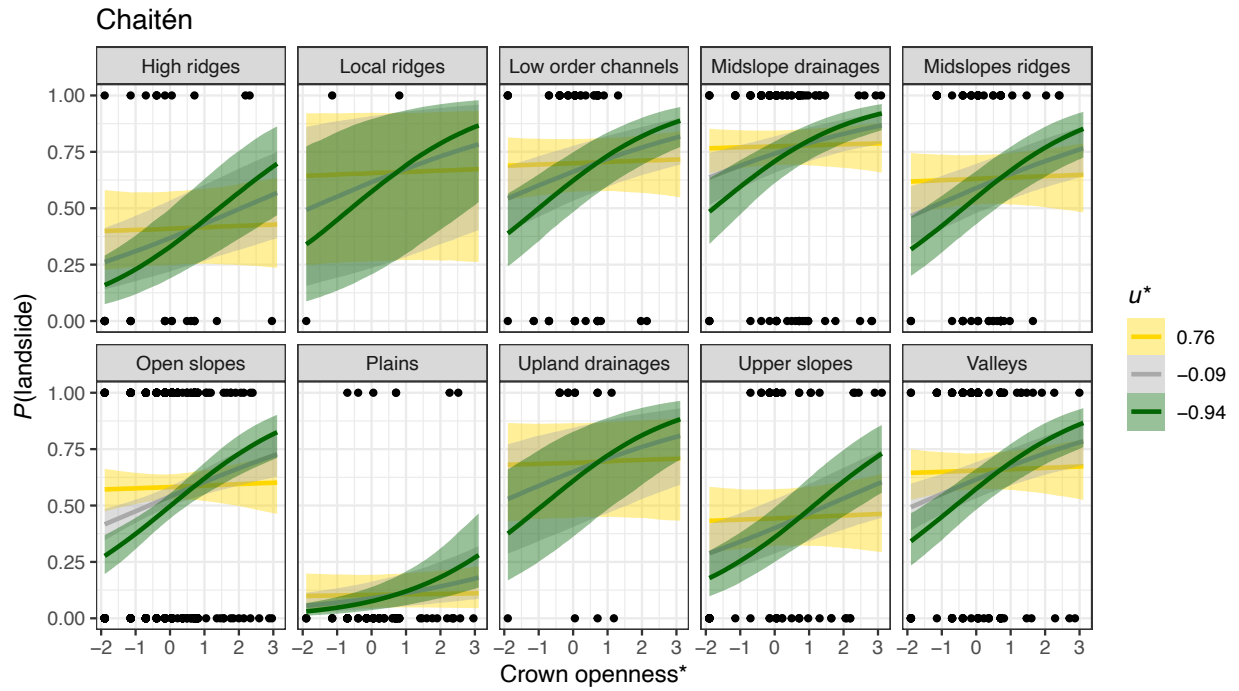 Chaitén
High ridges
Local ridges
Low order channels
Midslope drainages
Midslopes ridges
1.00
0.75
0.50
0.25
0.00
Open slopes
Plains
Upland drainages
Upper slopes
Valleys
1.00
0.75
0.50
0.25
0.00
−2 −1 0 1 2 3
−2 −1 0 1 2 3
−2 −1 0 1 2 3
−2 −1 0 1 2 3
−2 −1 0 1 2 3
P(landslide)
Crown openness*
u*
0.76
−0.09
−0.94